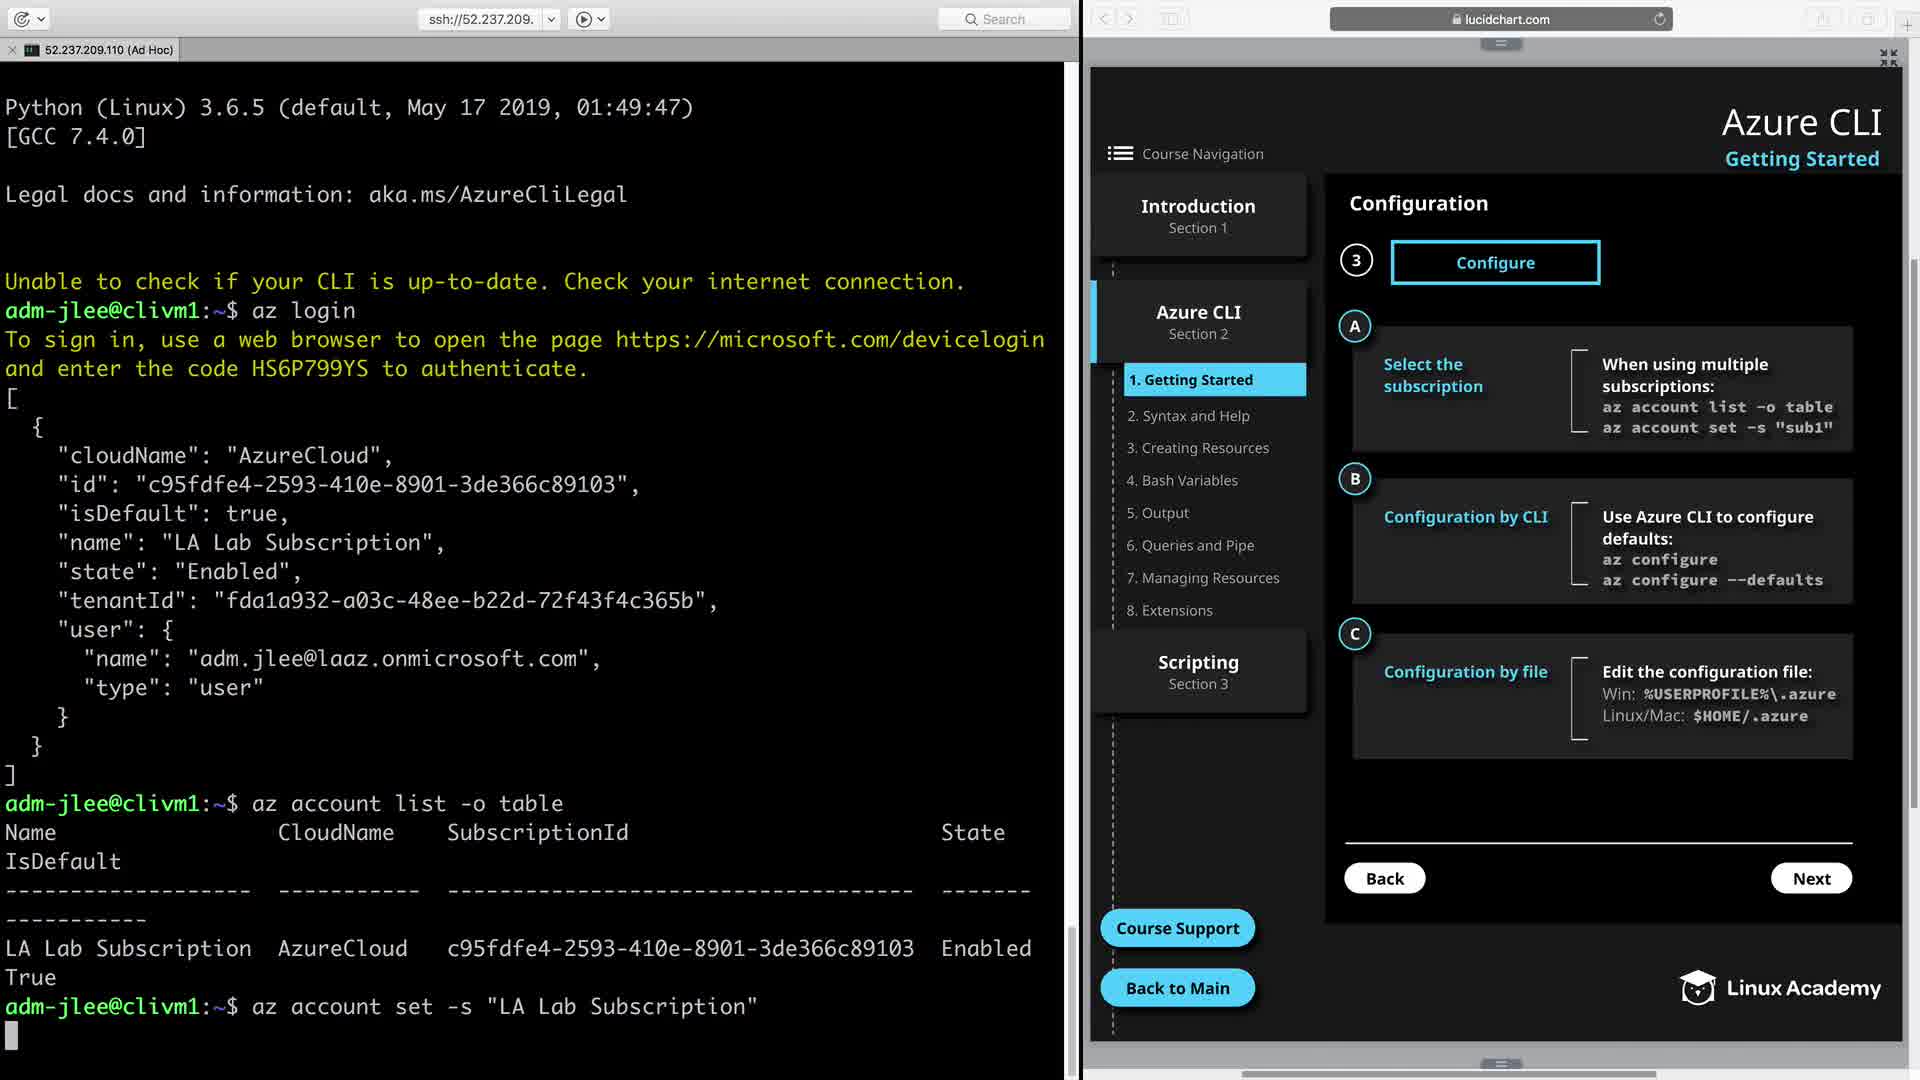 ssh://52.237.209.
Search
52.237.209.110 (Ad Hoc)
Python (Linux) 3.6.5 (default, May 17 2019, 01:49:47)
[GCC 7.4.0]
Legal docs and information: aka.ms/AzureCliLegal
Unable to check if your CLI is up-to-date. Check your internet connection.
adm-jlee@clivm1:~$ az login
To sign in, use a web browser to open the page https://microsoft.com/devicelogin
and enter the code HS6P799YS to authenticate.
[
{
"cloudName": "AzureCloud",
"id": "c95fdfe4-2593-410e-8901-3de366c89103",
"isDefault": true,
"name": "LA Lab Subscription",
"state": "Enabled",
"tenantId": "fda1a932-a03c-48ee-b22d-72f43f4c365b",
"user": {
"name": "adm.jlee@laaz.onmicrosoft.com",
"type": "user"
}
}
]
adm-jlee@clivm1:~$ az account list -o table
Name CloudName SubscriptionId State
IsDefault
------------------- ----------- ------------------------------------ -------
-----------
LA Lab Subscription AzureCloud c95fdfe4-2593-410e-8901-3de366c89103 Enabled
True
adm-jlee@clivm1:~$ az account set -s "LA Lab Subscription"
lucidchart.com
Azure CLI
Getting Started
Course Navigation
Introduction
Section 1
Azure CLI
Section 2
1. Getting Started
2. Syntax and Help
3. Creating Resources
4. Bash Variables
5. Output
6. Queries and Pipe
7. Managing Resources
8. Extensions
Scripting
Section 3
Course Support
Back to Main
Configuration
3 Configure
A
Select the
subscription
When using multiple
subscriptions:
az account list -o table
az account set -s "sub1"
B
Configuration by CLI
Use Azure CLI to configure
defaults:
az configure
az configure --defaults
C
Configuration by file
Edit the configuration file:
Win: %USERPROFILE%\.azure
Linux/Mac: $HOME/.azure
Back
Next
Linux Academy